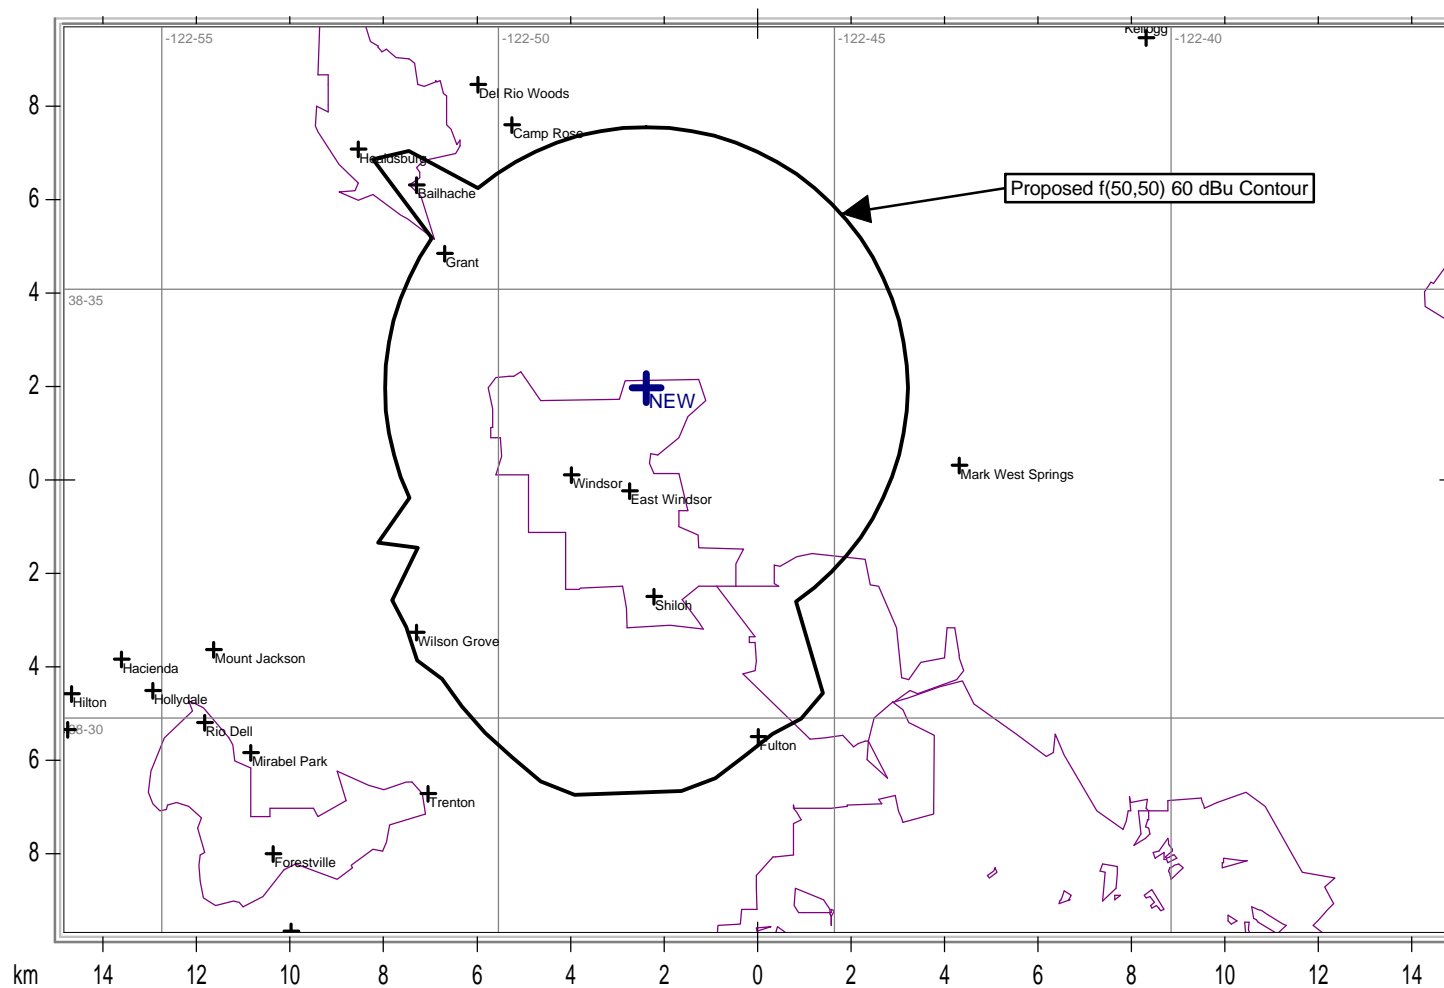 -122-55
-122-50
-122-45
-122-40
Kellogg
Del Rio Woods
Camp Rose
8
Healdsburg
Bailhache
6
Proposed f(50,50) 60 dBu Contour
Grant
4
38-35
2
NEW
0
Windsor
East Windsor
Mark West Springs
2
Shiloh
Wilson Grove
4
Hacienda
Mount Jackson
Hilton
Hollydale
38-30
Rio Dell
Fulton
6
Mirabel Park
Trenton
8
Forestville
km 14 12 10 8 6 4 2 0 2 4 6 8 10 12 14